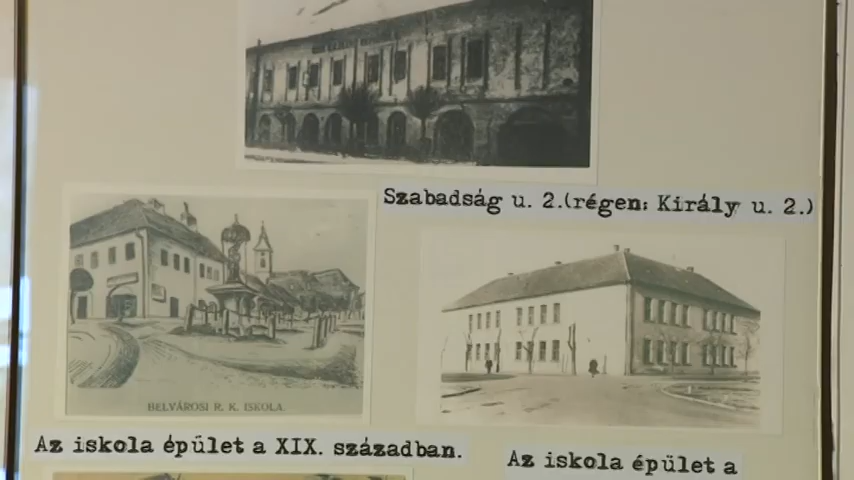 Szabadság u. 2.(régen: Király u. 2.)
BELVÁROSI R. K. ISKOLA.
Az iskola épület a XIX. században.
Az iskola épület a